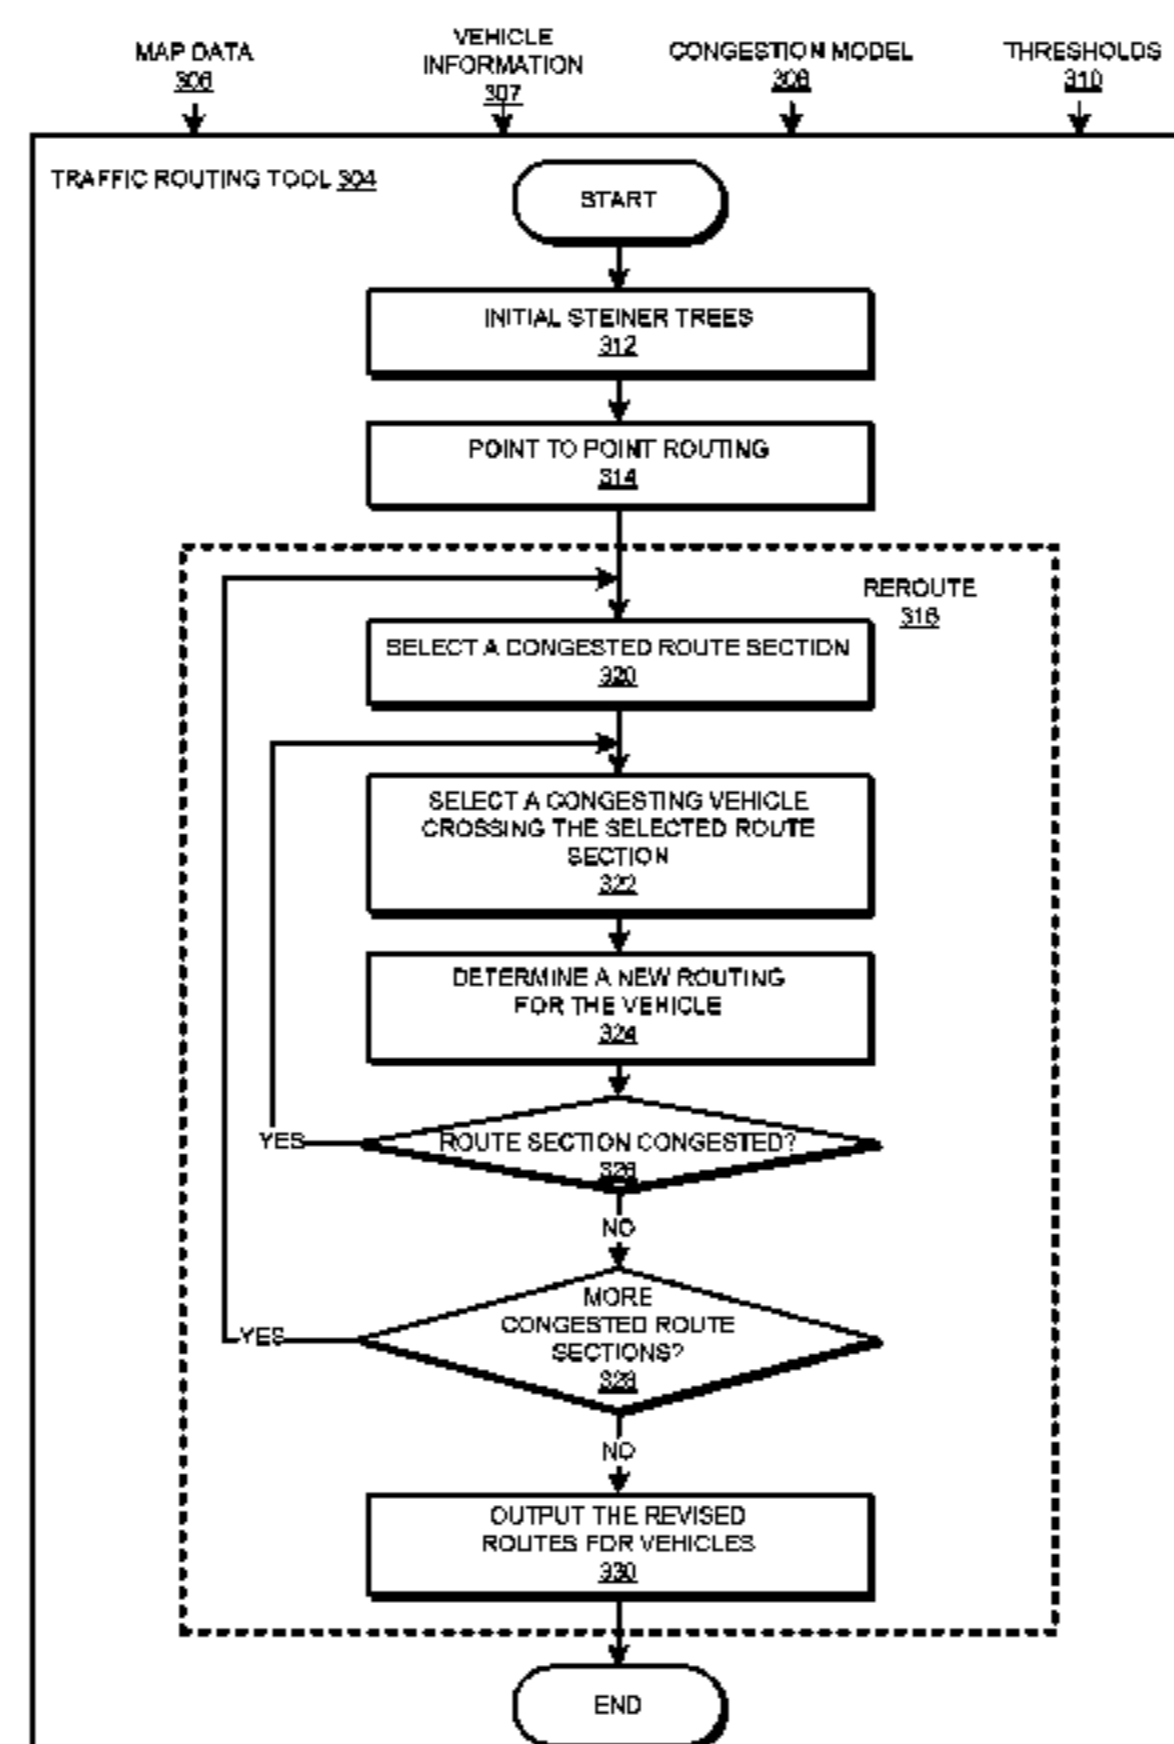 MAP DATA
306
VEHICLE
INFORMATION
307
CONGESTION MODEL
308
THRESHOLDS
310
TRAFFIC ROUTING TOOL 304
START
INITIAL STEINER TREES
312
POINT TO POINT ROUTING
314
REROUTE
316
SELECT A CONGESTED ROUTE SECTION
320
SELECT A CONGESTING VEHICLE
CROSSING THE SELECTED ROUTE
SECTION
322
DETERMINE A NEW ROUTING
FOR THE VEHICLE
324
YES
ROUTE SECTION CONGESTED?
326
NO
MORE
CONGESTED ROUTE
SECTIONS?
328
YES
NO
OUTPUT THE REVISED
ROUTES FOR VEHICLES
330
END